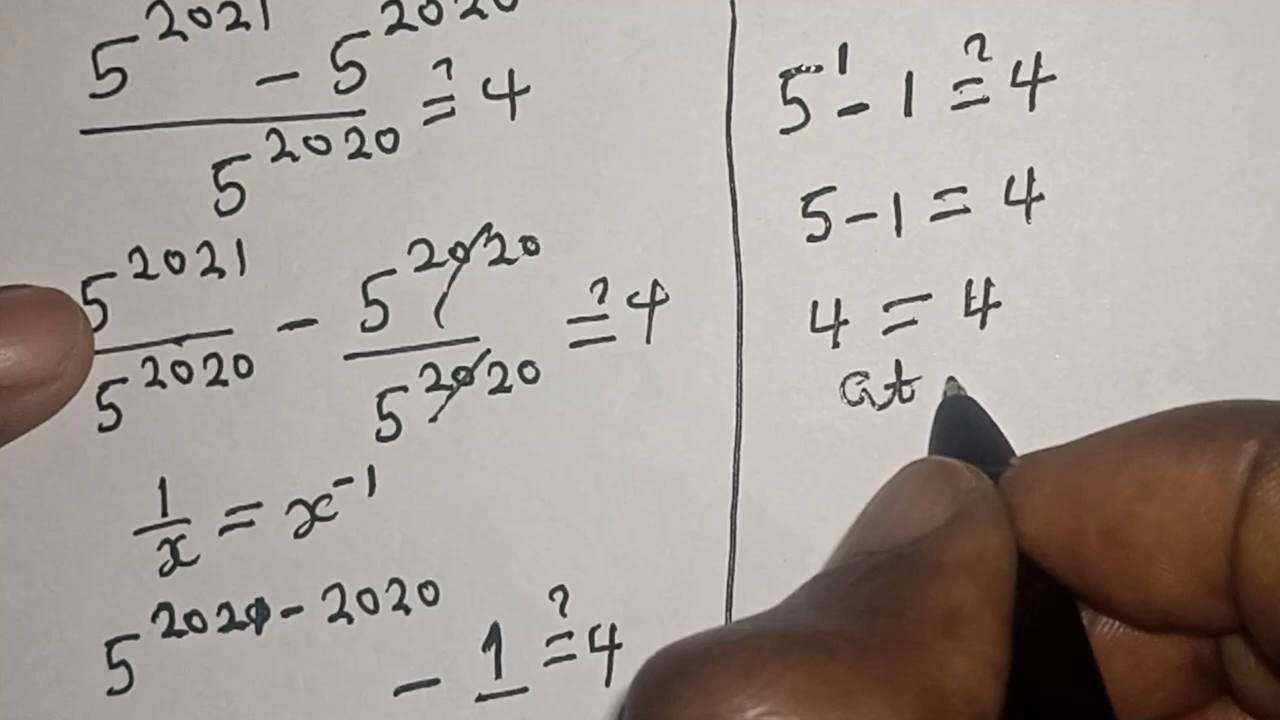 5^2021 - 5^2020 / 5^2020 ≟ 4
5^2021 / 5^2020 - 5^2020 / 5^2020 ≟ 4
1/x = x^-1
5^2021-2020 - 1 ≟ 4
5^1 - 1 ≟ 4
5 - 1 = 4
4 = 4
at